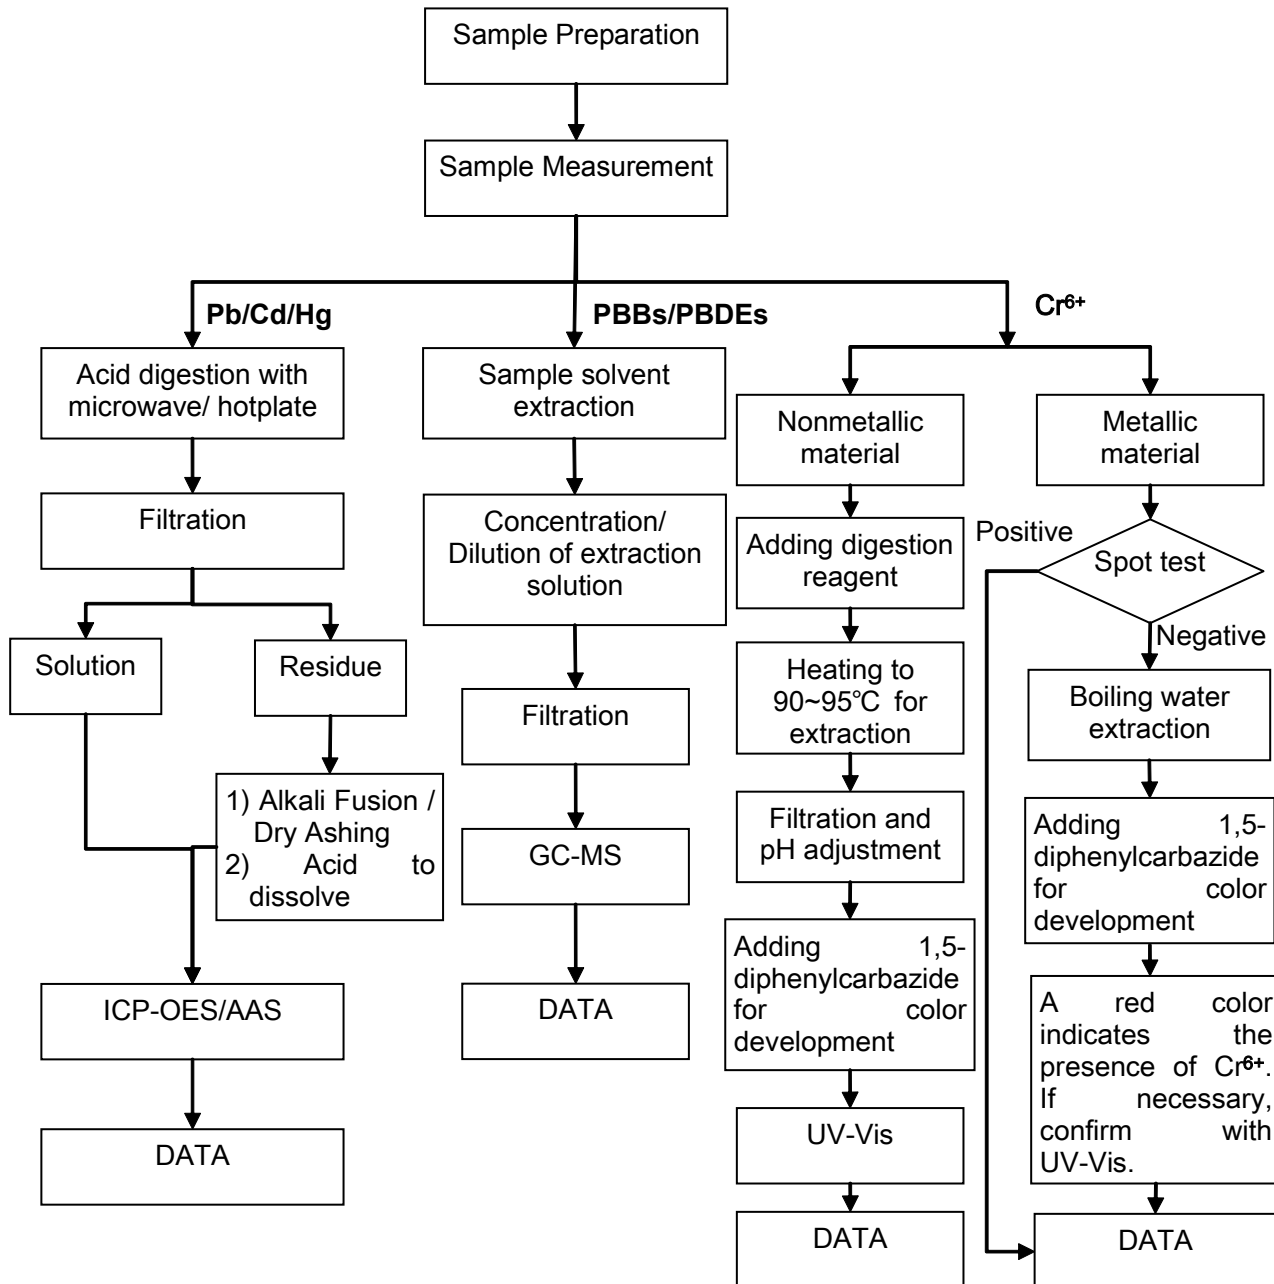 Sample Preparation
Sample Measurement
Pb/Cd/Hg
PBBs/PBDEs
Cr⁶⁺
Acid digestion with
microwave/ hotplate
Filtration
Solution
Residue
1) Alkali Fusion /
Dry Ashing
2) Acid to
dissolve
ICP-OES/AAS
DATA
Sample solvent
extraction
Concentration/
Dilution of extraction
solution
Filtration
GC-MS
DATA
Nonmetallic
material
Adding digestion
reagent
Heating to
90~95℃ for
extraction
Filtration and
pH adjustment
Adding 1,5-
diphenylcarbazide
for color
development
UV-Vis
DATA
Metallic
material
Positive
Spot test
Negative
Boiling water
extraction
Adding 1,5-
diphenylcarbazide
for color
development
A red color
indicates the
presence of Cr⁶⁺.
If necessary,
confirm with
UV-Vis.
DATA